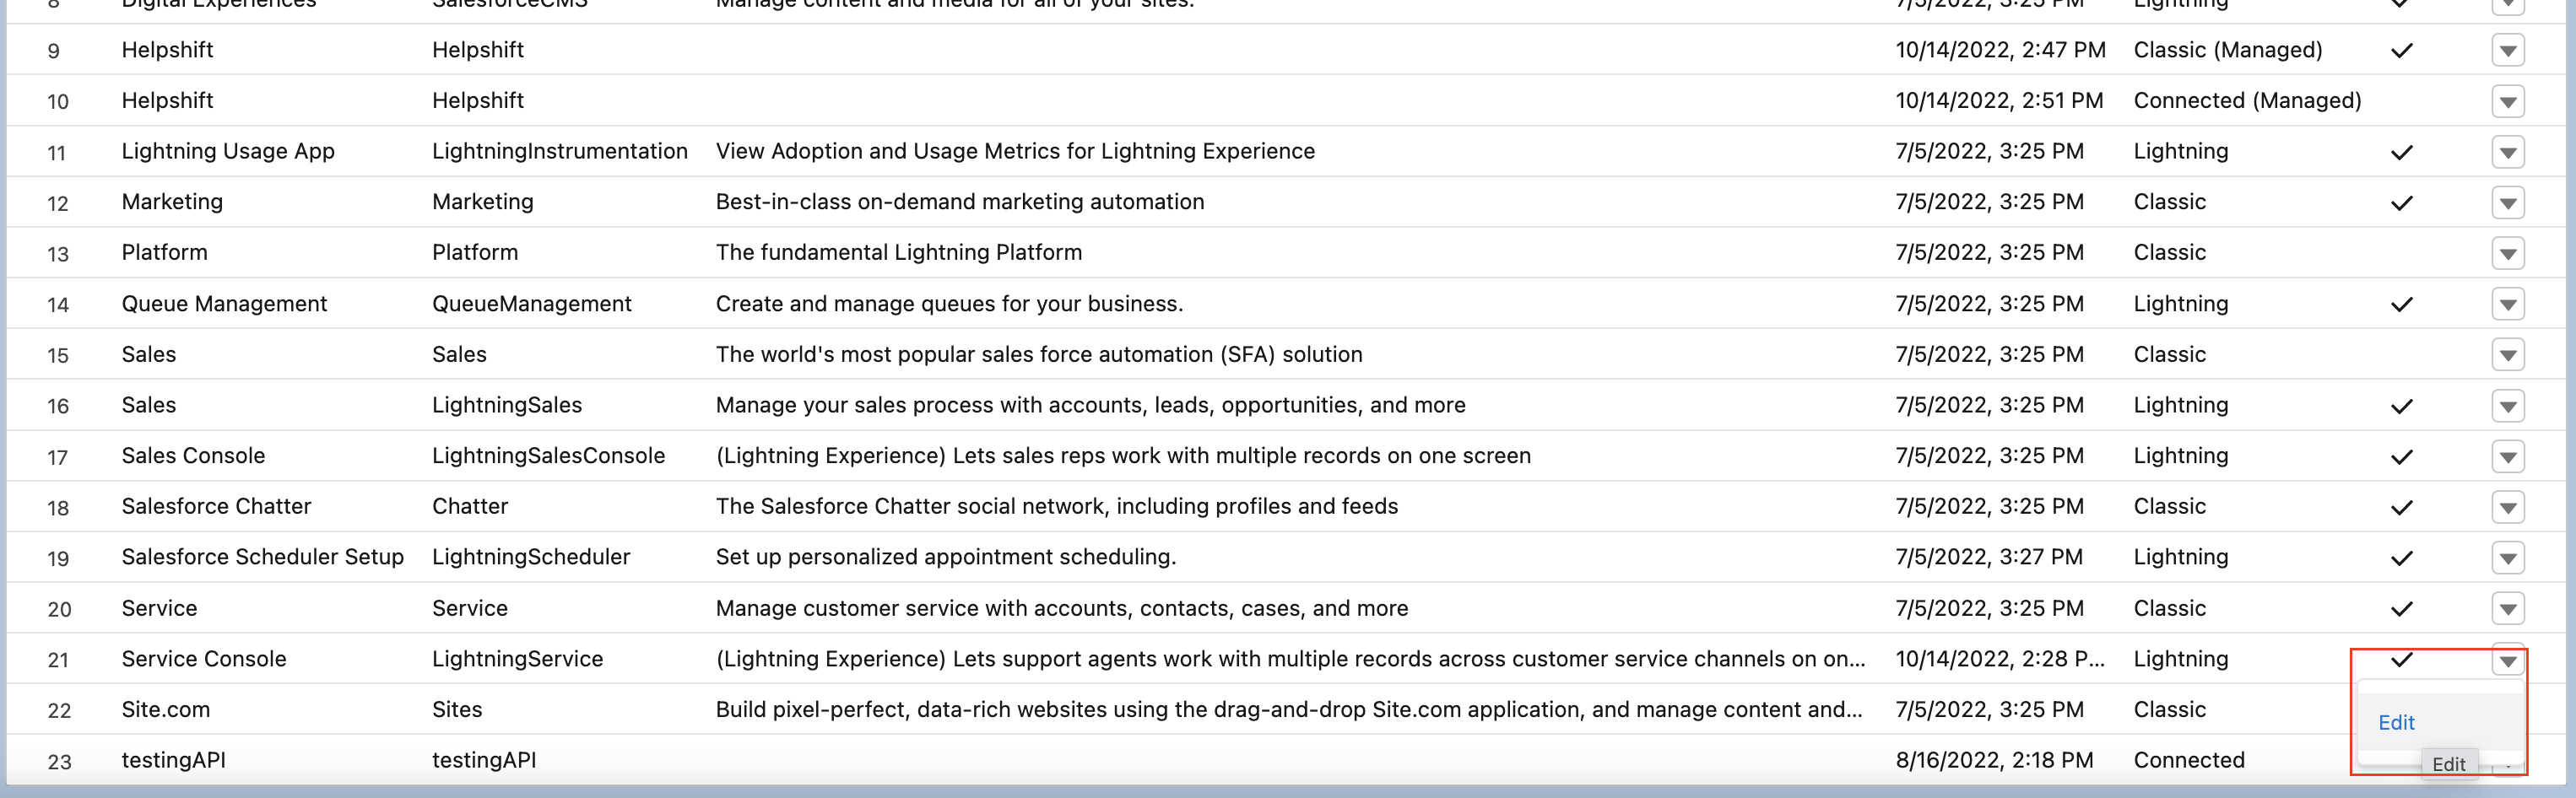 8 Digital Experiences SalesforceCMS Manage content and media for all of your sites. 7/5/2022, 3:25 PM Lightning
9 Helpshift Helpshift 10/14/2022, 2:47 PM Classic (Managed)
10 Helpshift Helpshift 10/14/2022, 2:51 PM Connected (Managed)
11 Lightning Usage App LightningInstrumentation View Adoption and Usage Metrics for Lightning Experience 7/5/2022, 3:25 PM Lightning
12 Marketing Marketing Best-in-class on-demand marketing automation 7/5/2022, 3:25 PM Classic
13 Platform Platform The fundamental Lightning Platform 7/5/2022, 3:25 PM Classic
14 Queue Management QueueManagement Create and manage queues for your business. 7/5/2022, 3:25 PM Lightning
15 Sales Sales The world's most popular sales force automation (SFA) solution 7/5/2022, 3:25 PM Classic
16 Sales LightningSales Manage your sales process with accounts, leads, opportunities, and more 7/5/2022, 3:25 PM Lightning
17 Sales Console LightningSalesConsole (Lightning Experience) Lets sales reps work with multiple records on one screen 7/5/2022, 3:25 PM Lightning
18 Salesforce Chatter Chatter The Salesforce Chatter social network, including profiles and feeds 7/5/2022, 3:25 PM Classic
19 Salesforce Scheduler Setup LightningScheduler Set up personalized appointment scheduling. 7/5/2022, 3:27 PM Lightning
20 Service Service Manage customer service with accounts, contacts, cases, and more 7/5/2022, 3:25 PM Classic
21 Service Console LightningService (Lightning Experience) Lets support agents work with multiple records across customer service channels on on... 10/14/2022, 2:28 P... Lightning
22 Site.com Sites Build pixel-perfect, data-rich websites using the drag-and-drop Site.com application, and manage content and... 7/5/2022, 3:25 PM Classic
Edit
23 testingAPI testingAPI 8/16/2022, 2:18 PM Connected
Edit